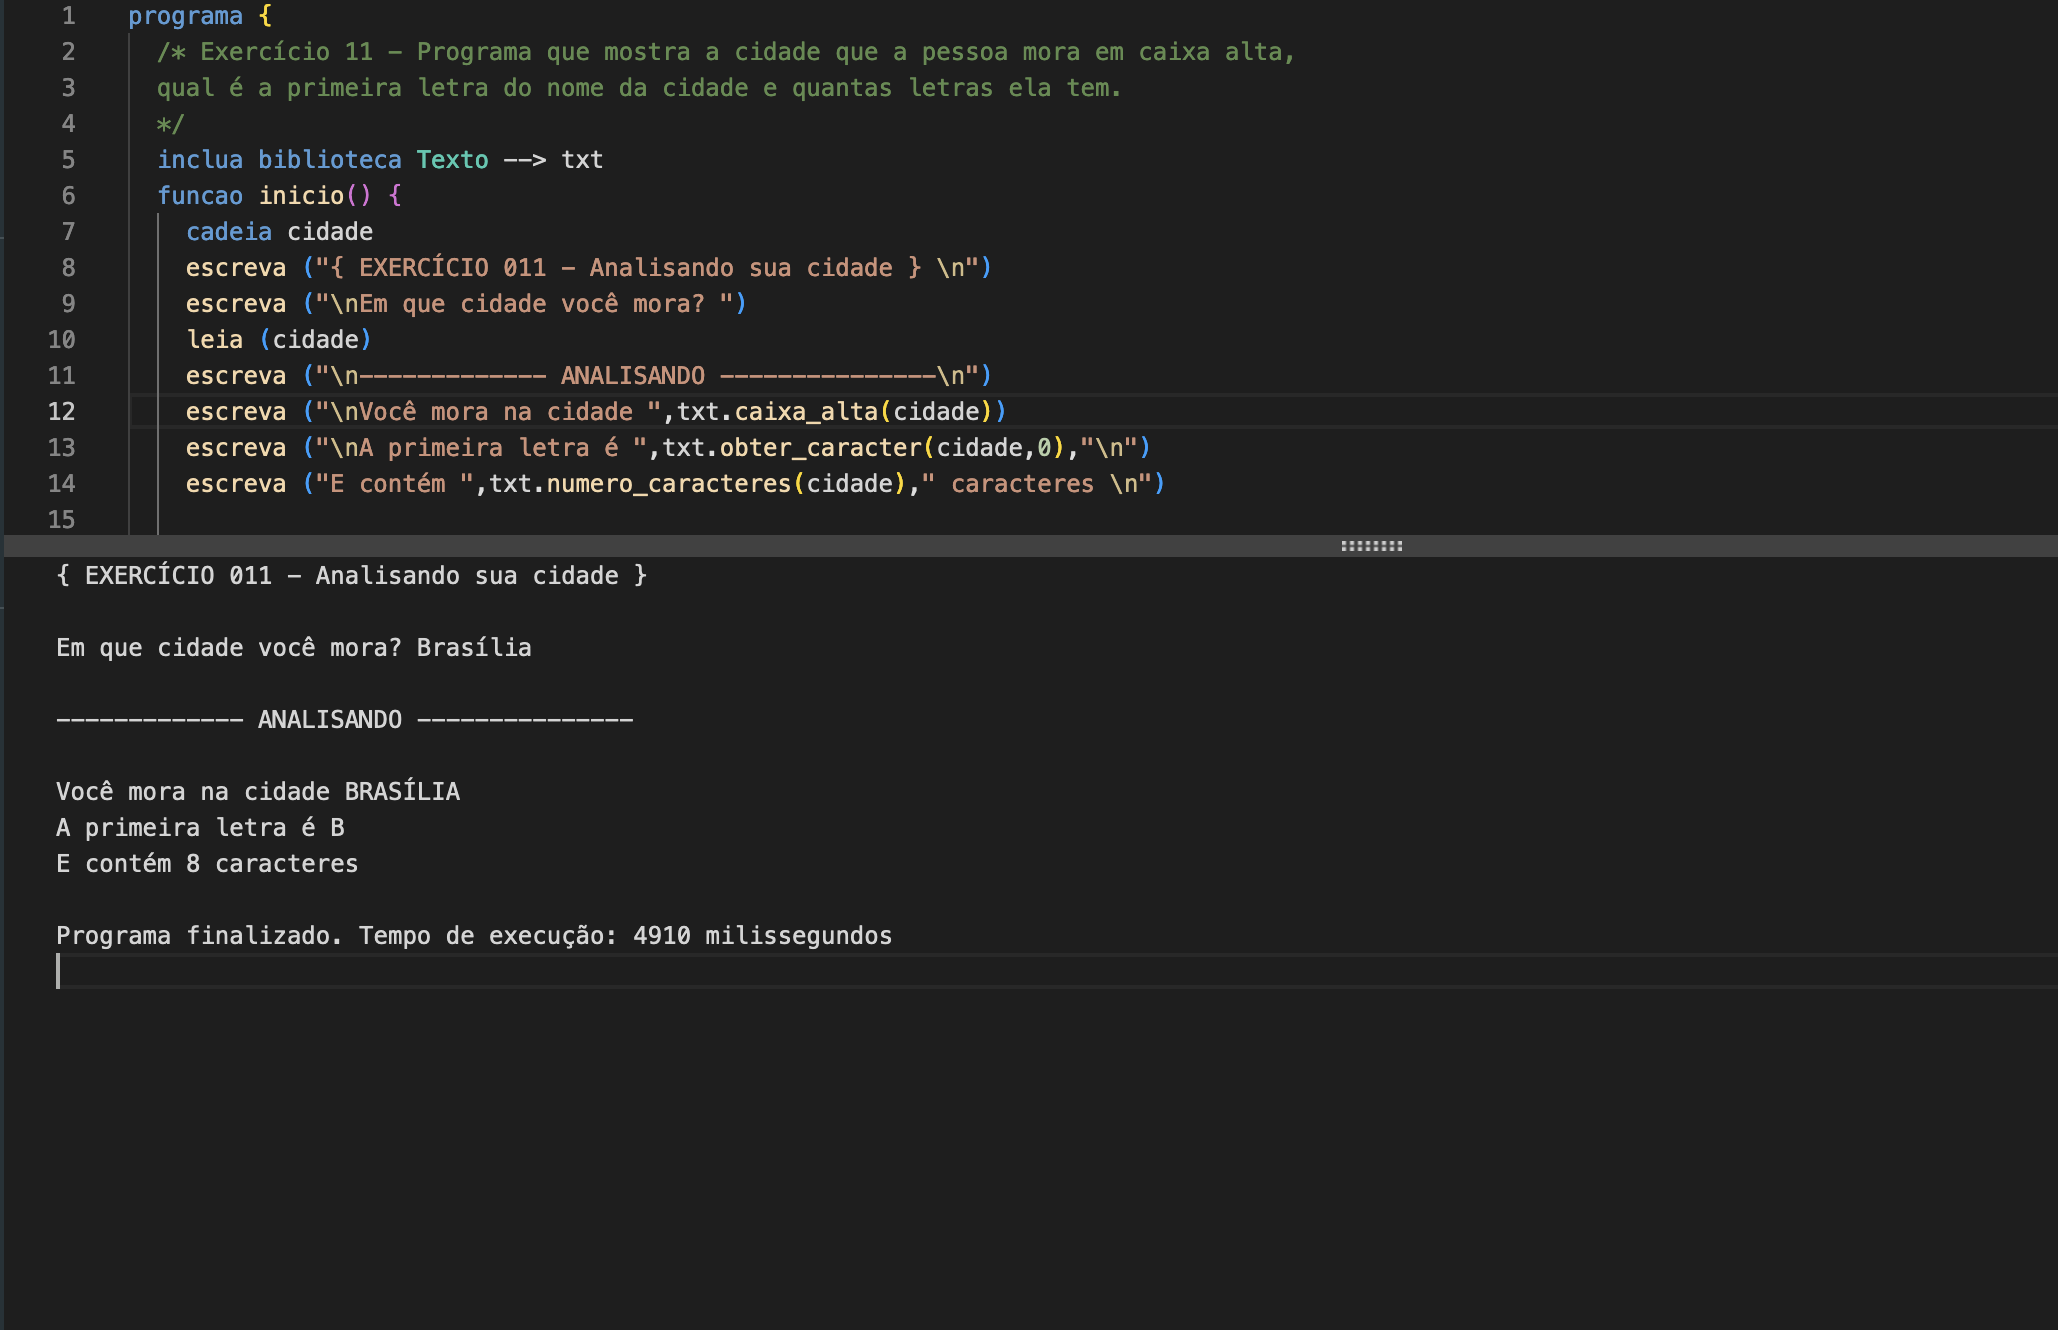 1 programa {
2 /* Exercício 11 - Programa que mostra a cidade que a pessoa mora em caixa alta,
3 qual é a primeira letra do nome da cidade e quantas letras ela tem.
4 */
5 inclua biblioteca Texto --> txt
6 funcao inicio() {
7 cadeia cidade
8 escreva ("{ EXERCÍCIO 011 - Analisando sua cidade } \n")
9 escreva ("\nEm que cidade você mora? ")
10 leia (cidade)
11 escreva ("\n------------- ANALISANDO ---------------\n")
12 escreva ("\nVocê mora na cidade ",txt.caixa_alta(cidade))
13 escreva ("\nA primeira letra é ",txt.obter_caracter(cidade,0),"\n")
14 escreva ("E contém ",txt.numero_caracteres(cidade)," caracteres \n")
15
{ EXERCÍCIO 011 - Analisando sua cidade }
Em que cidade você mora? Brasília
------------- ANALISANDO ---------------
Você mora na cidade BRASÍLIA
A primeira letra é B
E contém 8 caracteres
Programa finalizado. Tempo de execução: 4910 milissegundos